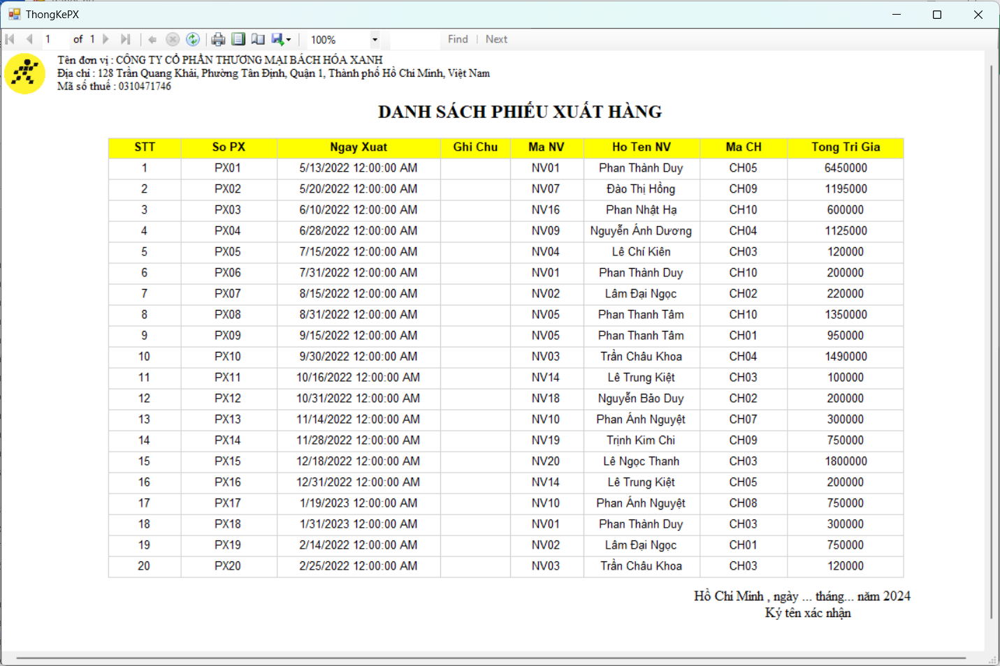 ThongKePX
1 of 1 100% Find Next
Tên đơn vị : CÔNG TY CỔ PHẦN THƯƠNG MẠI BÁCH HÓA XANH
Địa chỉ : 128 Trần Quang Khải, Phường Tân Định, Quận 1, Thành phố Hồ Chí Minh, Việt Nam
Mã số thuế : 0310471746
DANH SÁCH PHIẾU XUẤT HÀNG
STT So PX Ngay Xuat Ghi Chu Ma NV Ho Ten NV Ma CH Tong Tri Gia
1 PX01 5/13/2022 12:00:00 AM NV01 Phan Thành Duy CH05 6450000
2 PX02 5/20/2022 12:00:00 AM NV07 Đào Thị Hồng CH09 1195000
3 PX03 6/10/2022 12:00:00 AM NV16 Phan Nhật Hạ CH10 600000
4 PX04 6/28/2022 12:00:00 AM NV09 Nguyễn Ánh Dương CH04 1125000
5 PX05 7/15/2022 12:00:00 AM NV04 Lê Chí Kiên CH03 120000
6 PX06 7/31/2022 12:00:00 AM NV01 Phan Thành Duy CH10 200000
7 PX07 8/15/2022 12:00:00 AM NV02 Lâm Đại Ngọc CH02 220000
8 PX08 8/31/2022 12:00:00 AM NV05 Phan Thanh Tâm CH10 1350000
9 PX09 9/15/2022 12:00:00 AM NV05 Phan Thanh Tâm CH01 950000
10 PX10 9/30/2022 12:00:00 AM NV03 Trần Châu Khoa CH04 1490000
11 PX11 10/16/2022 12:00:00 AM NV14 Lê Trung Kiệt CH03 100000
12 PX12 10/31/2022 12:00:00 AM NV18 Nguyễn Bảo Duy CH02 200000
13 PX13 11/14/2022 12:00:00 AM NV10 Phan Ánh Nguyệt CH07 300000
14 PX14 11/28/2022 12:00:00 AM NV19 Trịnh Kim Chi CH09 750000
15 PX15 12/18/2022 12:00:00 AM NV20 Lê Ngọc Thanh CH03 1800000
16 PX16 12/31/2022 12:00:00 AM NV14 Lê Trung Kiệt CH05 200000
17 PX17 1/19/2023 12:00:00 AM NV10 Phan Ánh Nguyệt CH08 750000
18 PX18 1/31/2023 12:00:00 AM NV01 Phan Thành Duy CH03 300000
19 PX19 2/14/2022 12:00:00 AM NV02 Lâm Đại Ngọc CH01 750000
20 PX20 2/25/2022 12:00:00 AM NV03 Trần Châu Khoa CH03 120000
Hồ Chí Minh , ngày ... tháng... năm 2024
Ký tên xác nhận